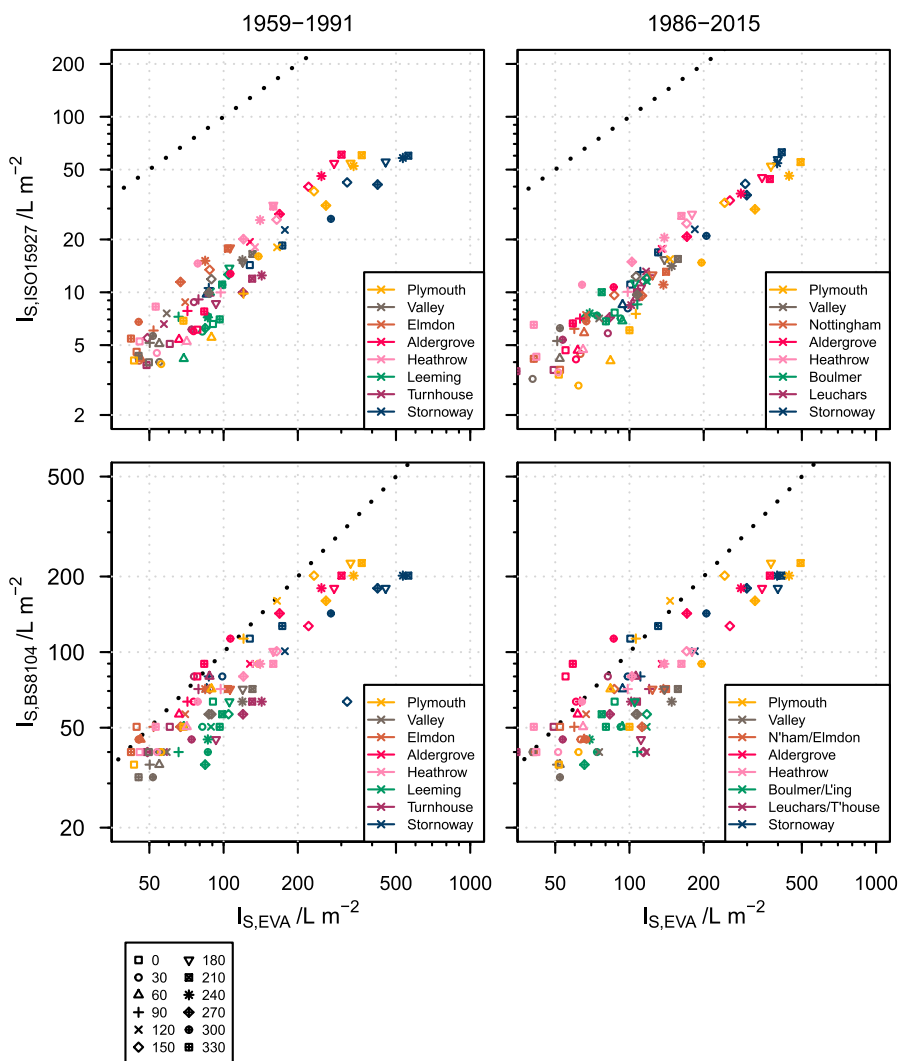 1959−1991
1986−2015
I_S,ISO15927 /L m⁻²
200
100
50
20
10
5
2
Plymouth
Valley
Elmdon
Aldergrove
Heathrow
Leeming
Turnhouse
Stornoway
Plymouth
Valley
Nottingham
Aldergrove
Heathrow
Boulmer
Leuchars
Stornoway
I_S,BS8104 /L m⁻²
500
200
100
50
20
Plymouth
Valley
Elmdon
Aldergrove
Heathrow
Leeming
Turnhouse
Stornoway
Plymouth
Valley
N'ham/Elmdon
Aldergrove
Heathrow
Boulmer/L'ing
Leuchars/T'house
Stornoway
50 100 200 500 1000
50 100 200 500 1000
I_S,EVA /L m⁻²
I_S,EVA /L m⁻²
0 180
30 210
60 240
90 270
120 300
150 330